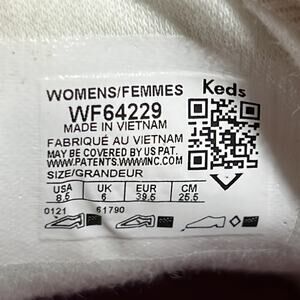 WOMENS/FEMMES Keds
WF64229
MADE IN VIETNAM
FABRIQUÉ AU VIETNAM
MAY BE COVERED BY US PAT.
WWW.PATENTS.WWWINC.COM
SIZE/GRANDEUR
USA UK EUR CM
8.5 6 39.5 25.5
0121 61790